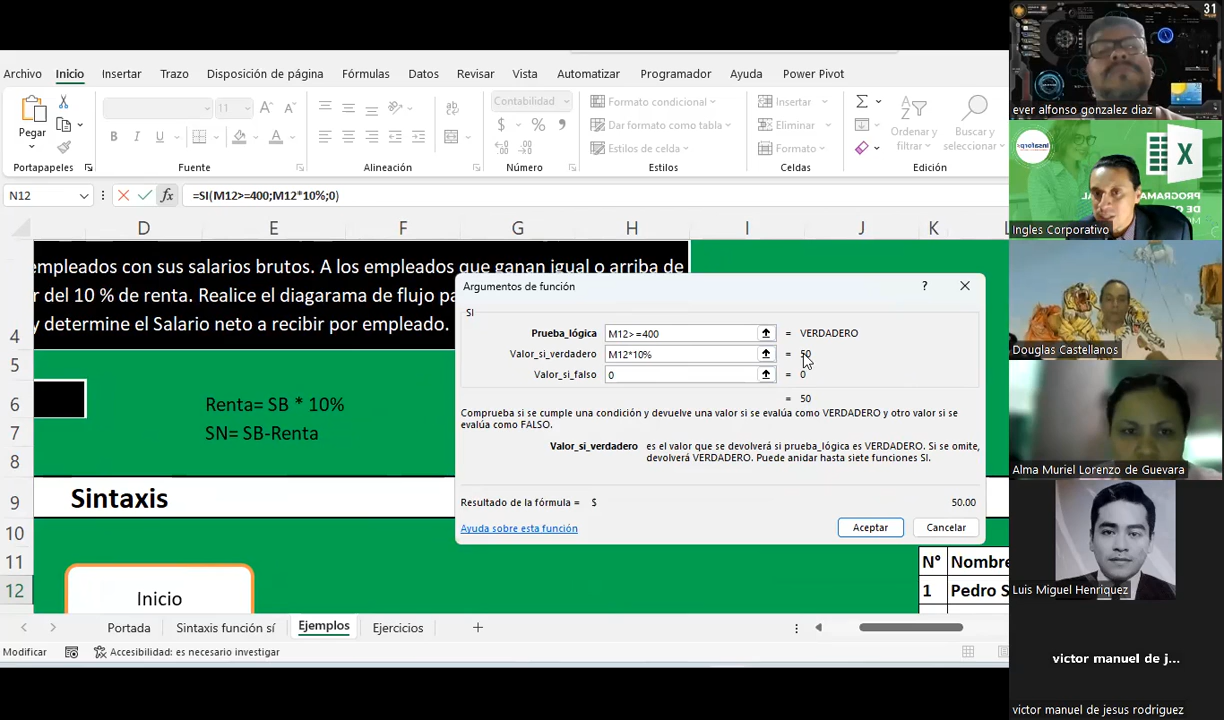 31
ever alfonso gonzalez diaz
Archivo Inicio Insertar Trazo Disposición de página Fórmulas Datos Revisar Vista Automatizar Programador Ayuda Power Pivot
Pegar
11
Contabilidad
Formato condicional
Dar formato como tabla
Estilos de celda
Insertar
Eliminar
Formato
Ordenar y filtrar
Buscar y seleccionar
Portapapeles Fuente Alineación Número Estilos Celdas Edición
N12
=SI(M12>=400;M12*10%;0)
D E F G H I J K L
empleados con sus salarios brutos. A los empleados que ganan igual o arriba de
r del 10 % de renta. Realice el diagarama de flujo pa
y determine el Salario neto a recibir por empleado.
4
5
6
7
8
9
10
11
12
Renta= SB * 10%
SN= SB-Renta
Sintaxis
Inicio
N° Nombre
1 Pedro S
Argumentos de función
SI
Prueba_lógica M12>=400 = VERDADERO
Valor_si_verdadero M12*10% = 50
Valor_si_falso 0 = 0
= 50
Comprueba si se cumple una condición y devuelve una valor si se evalúa como VERDADERO y otro valor si se
evalúa como FALSO.
Valor_si_verdadero es el valor que se devolverá si prueba_lógica es VERDADERO. Si se omite,
devolverá VERDADERO. Puede anidar hasta siete funciones SI.
Resultado de la fórmula = $ 50.00
Ayuda sobre esta función
Aceptar Cancelar
Portada Sintaxis función sí Ejemplos Ejercicios
Modificar Accesibilidad: es necesario investigar
Ingles Corporativo
Douglas Castellanos
Alma Muriel Lorenzo de Guevara
Luis Miguel Henriquez
victor manuel de j...
victor manuel de jesus rodriguez